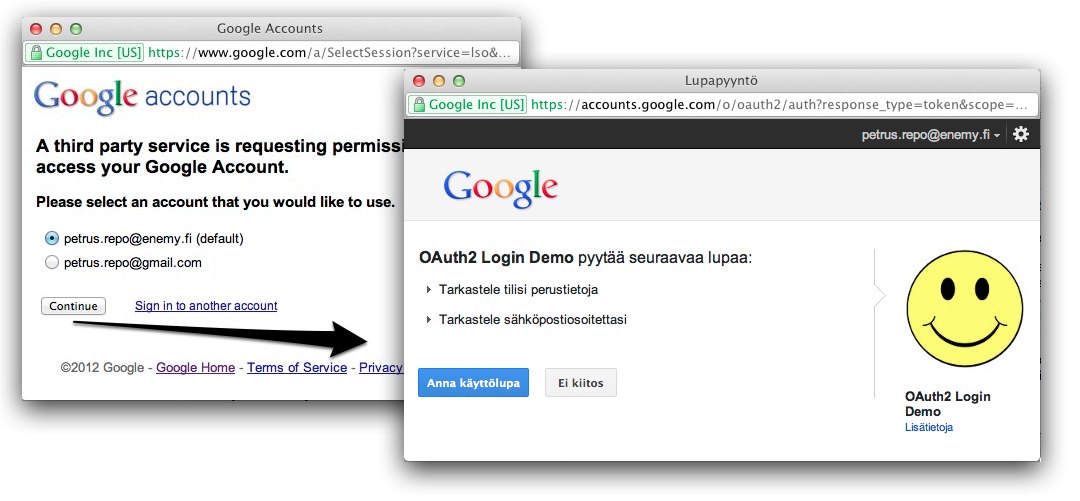 Google Accounts
Google Inc [US] https://www.google.com/a/SelectSession?service=lso&...
Google accounts
A third party service is requesting permissi
access your Google Account.
Please select an account that you would like to use.
petrus.repo@enemy.fi (default)
petrus.repo@gmail.com
Continue Sign in to another account
©2012 Google - Google Home - Terms of Service - Privacy
Lupapyyntö
Google Inc [US] https://accounts.google.com/o/oauth2/auth?response_type=token&scope=...
petrus.repo@enemy.fi
Google
OAuth2 Login Demo pyytää seuraavaa lupaa:
Tarkastele tilisi perustietoja
Tarkastele sähköpostiosoitettasi
Anna käyttölupa Ei kiitos
OAuth2 Login
Demo
Lisätietoja